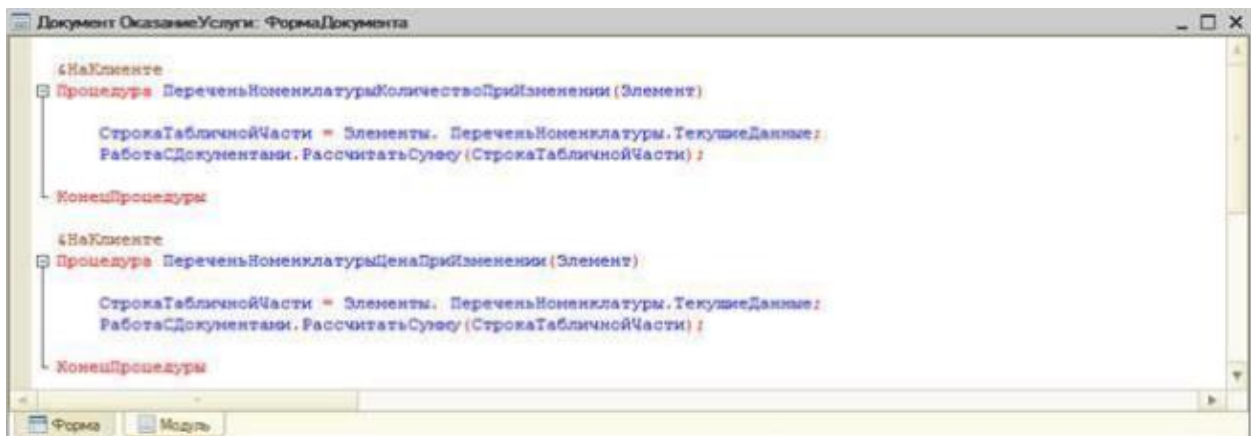 Документ ОказаниеУслуги: ФормаДокумента
&НаКлиенте
Процедура ПереченьНоменклатурыКоличествоПриИзменении(Элемент)
СтрокаТабличнойЧасти = Элементы. ПереченьНоменклатуры.ТекущиеДанные;
РаботаСДокументами.РассчитатьСумму(СтрокаТабличнойЧасти);
КонецПроцедуры
&НаКлиенте
Процедура ПереченьНоменклатурыЦенаПриИзменении(Элемент)
СтрокаТабличнойЧасти = Элементы. ПереченьНоменклатуры.ТекущиеДанные;
РаботаСДокументами.РассчитатьСумму(СтрокаТабличнойЧасти);
КонецПроцедуры
Форма Модуль